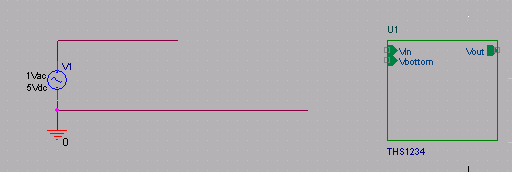 U1
Vin Vout
Vbottom
V1
1Vac
5Vdc
0
THS1234